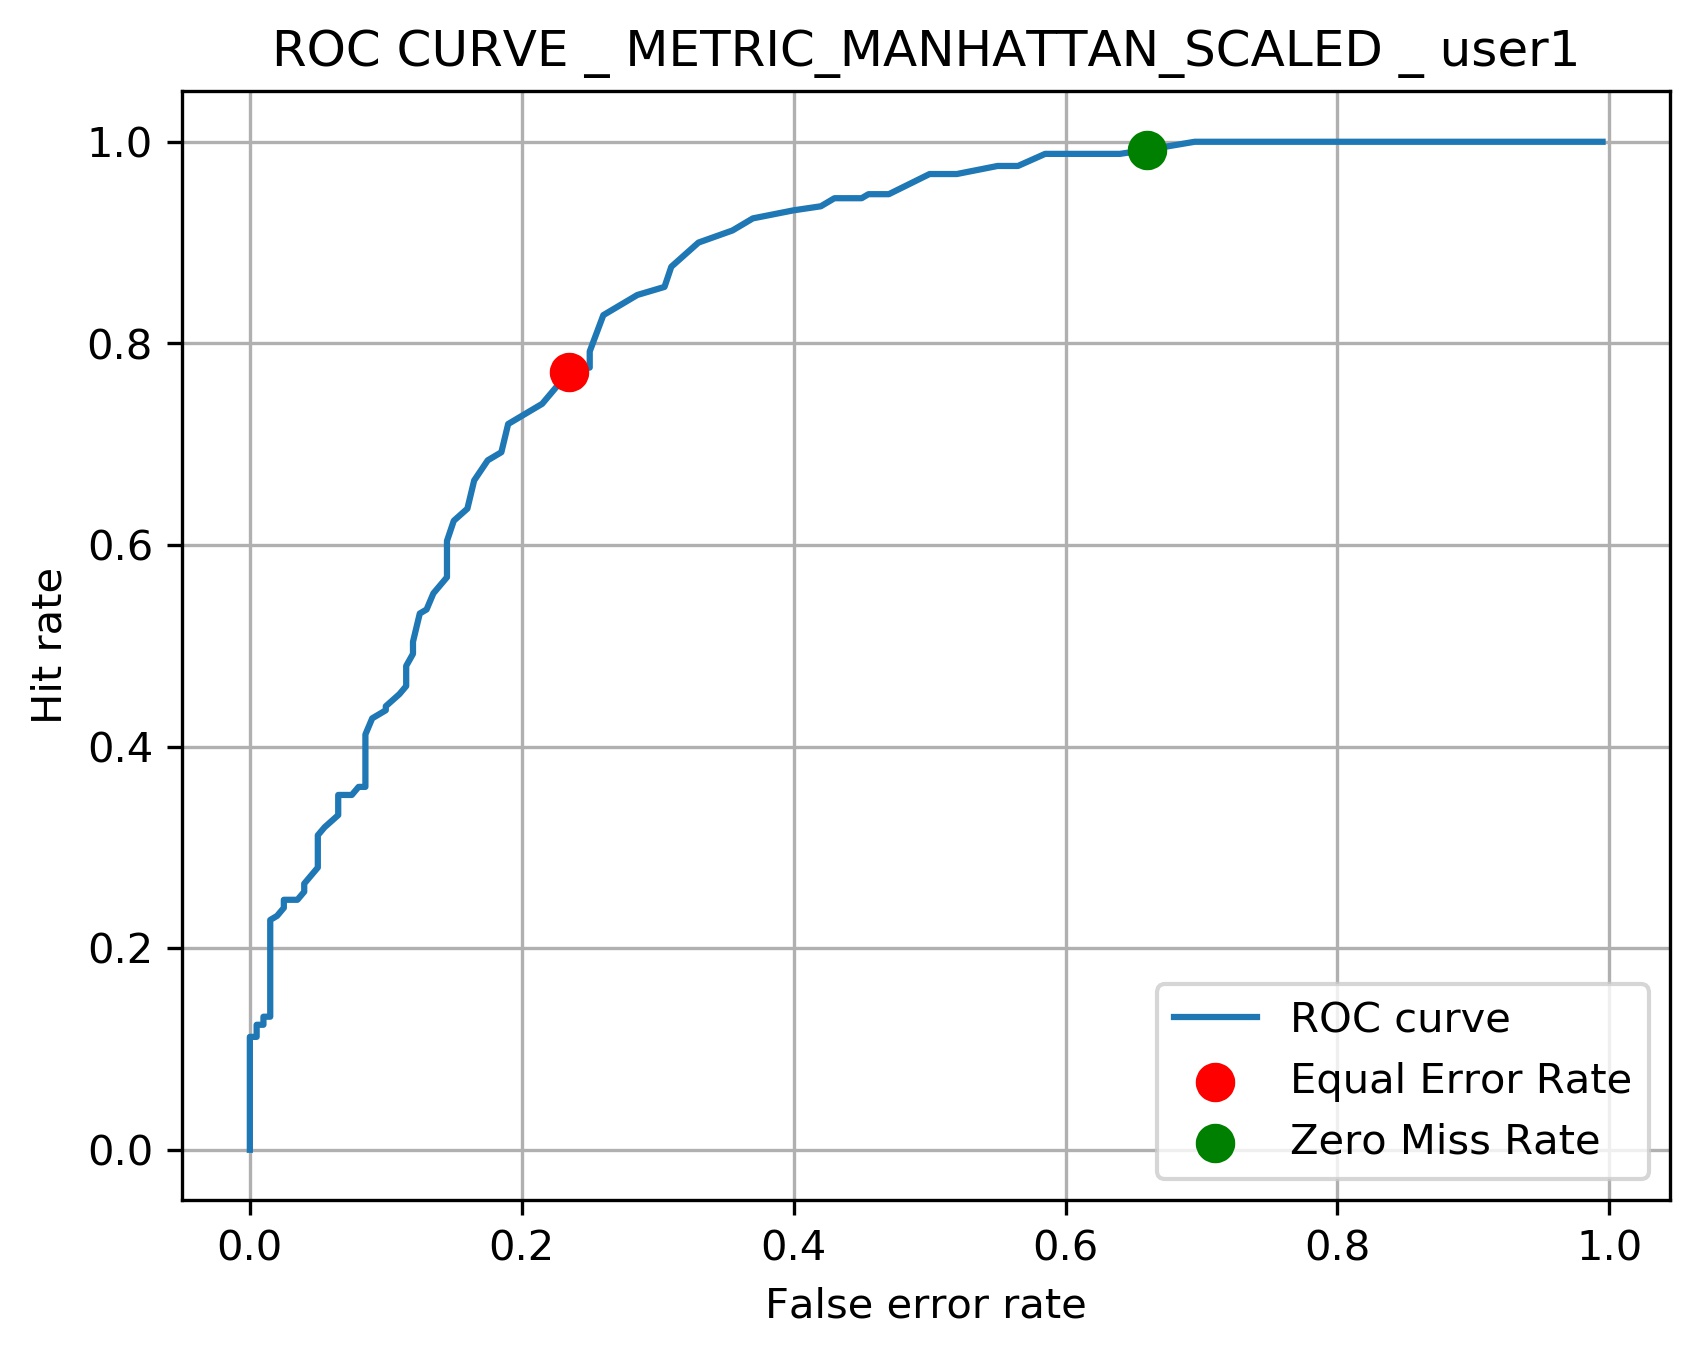 ROC CURVE _ METRIC_MANHATTAN_SCALED _ user1
1.0
0.8
0.6
0.4
0.2
0.0
Hit rate
ROC curve
Equal Error Rate
Zero Miss Rate
0.0 0.2 0.4 0.6 0.8 1.0
False error rate